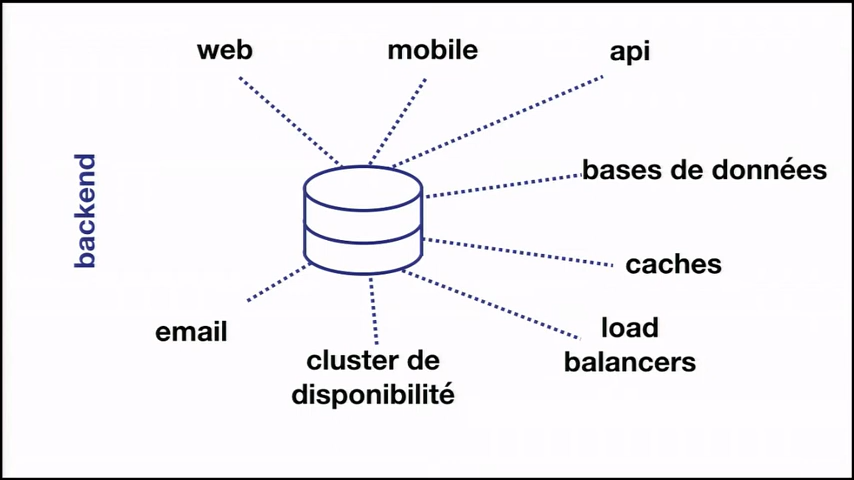 web
mobile
api
bases de données
backend
caches
email
load
balancers
cluster de
disponibilité